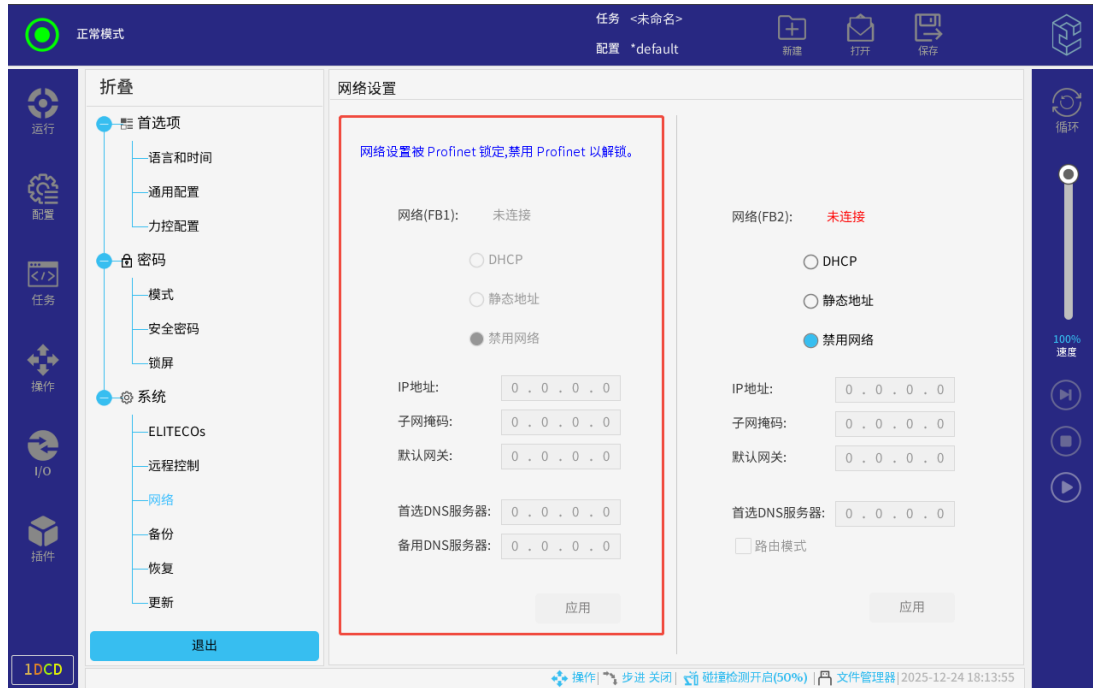 正常模式
任务 <未命名>
配置 *default
新建
打开
保存
运行
配置
任务
操作
I/O
插件
1DCD
折叠
首选项
语言和时间
通用配置
力控配置
密码
模式
安全密码
锁屏
系统
ELITECOs
远程控制
网络
备份
恢复
更新
退出
网络设置
网络设置被 Profinet 锁定,禁用 Profinet 以解锁。
网络(FB1): 未连接
DHCP
静态地址
禁用网络
IP地址: 0 . 0 . 0 . 0
子网掩码: 0 . 0 . 0 . 0
默认网关: 0 . 0 . 0 . 0
首选DNS服务器: 0 . 0 . 0 . 0
备用DNS服务器: 0 . 0 . 0 . 0
应用
网络(FB2): 未连接
DHCP
静态地址
禁用网络
IP地址: 0 . 0 . 0 . 0
子网掩码: 0 . 0 . 0 . 0
默认网关: 0 . 0 . 0 . 0
首选DNS服务器: 0 . 0 . 0 . 0
路由模式
应用
循环
100%
速度
操作| 步进 关闭| 碰撞检测开启(50%) | 文件管理器|2025-12-24 18:13:55